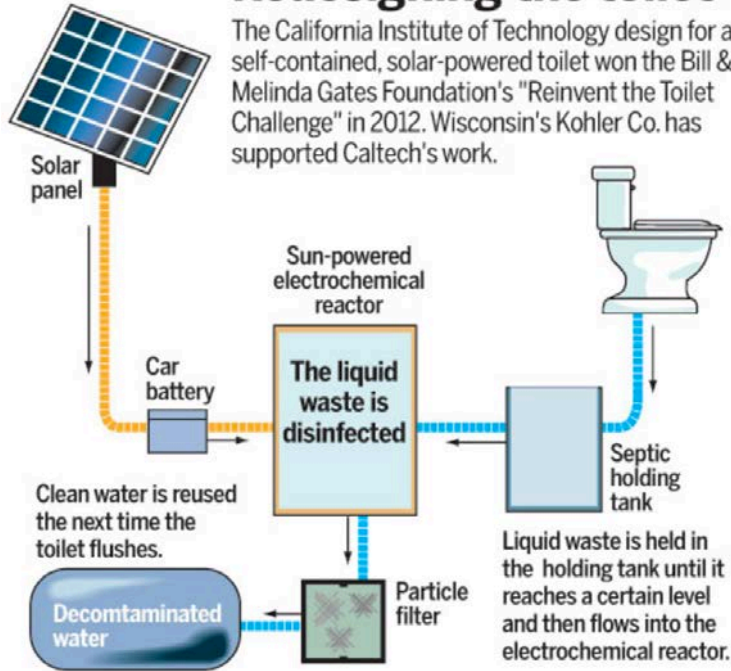 The California Institute of Technology design for a
self-contained, solar-powered toilet won the Bill &
Melinda Gates Foundation's "Reinvent the Toilet
Challenge" in 2012. Wisconsin's Kohler Co. has
supported Caltech's work.
Solar
panel
Sun-powered
electrochemical
reactor
Car
battery
The liquid
waste is
disinfected
Septic
holding
tank
Clean water is reused
the next time the
toilet flushes.
Liquid waste is held in
the holding tank until it
reaches a certain level
and then flows into the
electrochemical reactor.
Particle
filter
Decomtaminated
water